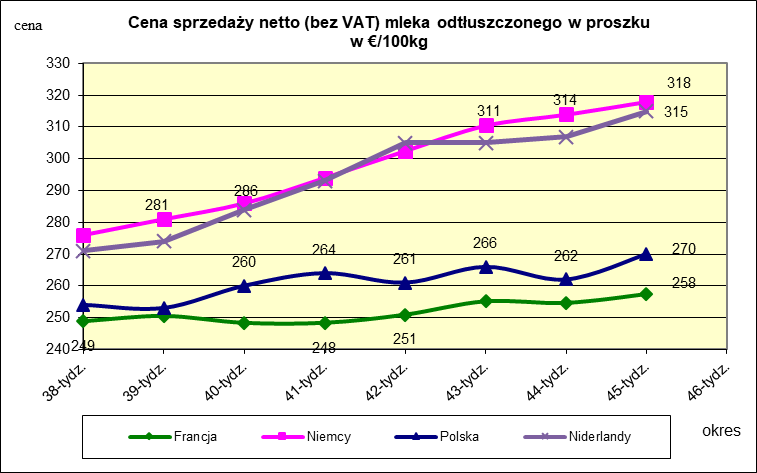 cena
Cena sprzedaży netto (bez VAT) mleka odtłuszczonego w proszku
w €/100kg
330
320
310
300
290
280
270
260
250
240
318
315
314
311
286
281
270
266
264
262
261
260
258
251
249
248
38-tydz.
39-tydz.
40-tydz.
41-tydz.
42-tydz.
43-tydz.
44-tydz.
45-tydz.
46-tydz.
okres
Francja
Niemcy
Polska
Niderlandy